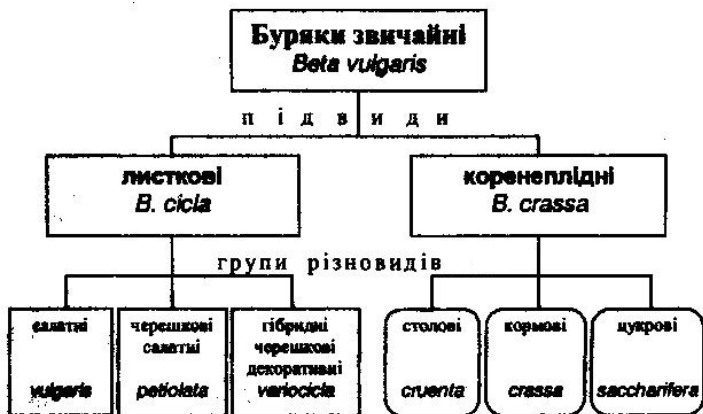 Буряки звичайні
Beta vulgaris
підвиди
листкові
B. cicla
коренеплідні
B. crassa
групи різновидів
салатні
vulgaris
черешкові
салатні
petiolata
гібридні
черешкові
декоративні
variocicla
столові
cruenta
кормові
crassa
цукрові
saccharifera